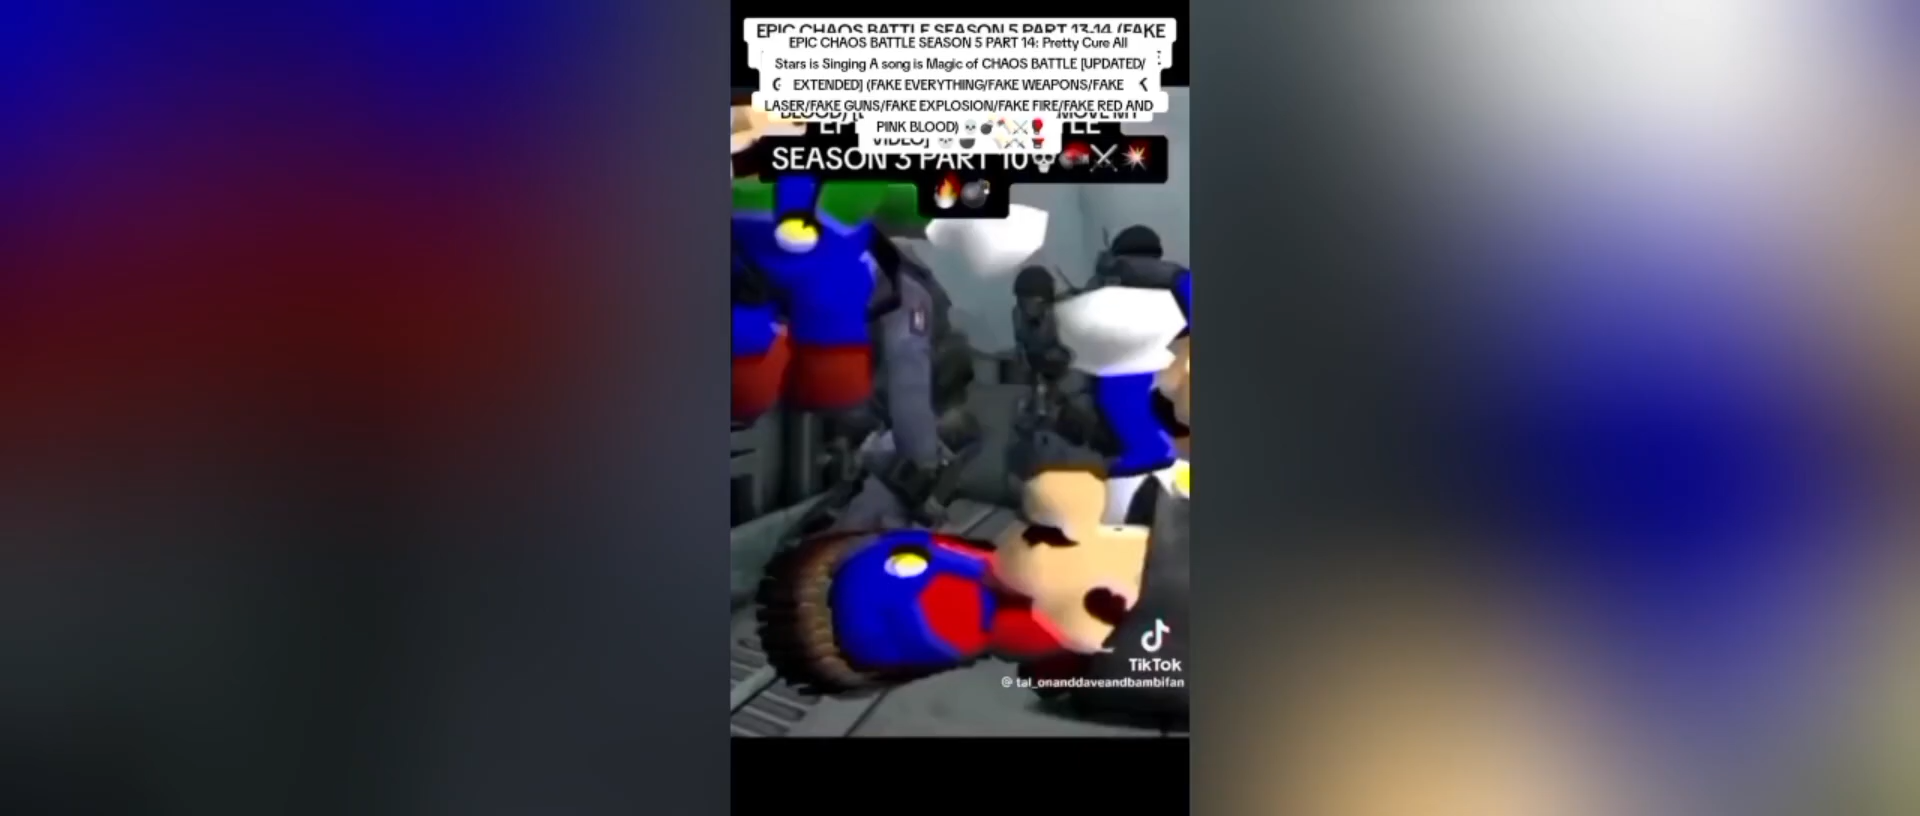 EPIC CHAOS BATTLE SEASON 5 PART 13-14 (FAKE
EPIC CHAOS BATTLE SEASON 5 PART 14: Pretty Cure All
Stars is Singing A song is Magic of CHAOS BATTLE [UPDATED/
EXTENDED] (FAKE EVERYTHING/FAKE WEAPONS/FAKE
LASER/FAKE GUNS/FAKE EXPLOSION/FAKE FIRE/FAKE RED AND
PINK BLOOD) 💀💣🪓⚔️🥊
VIDEO]
SEASON 3 PART 10💀🥊⚔️💥
🔥💣
TikTok
@ tal_onanddaveandbambifan